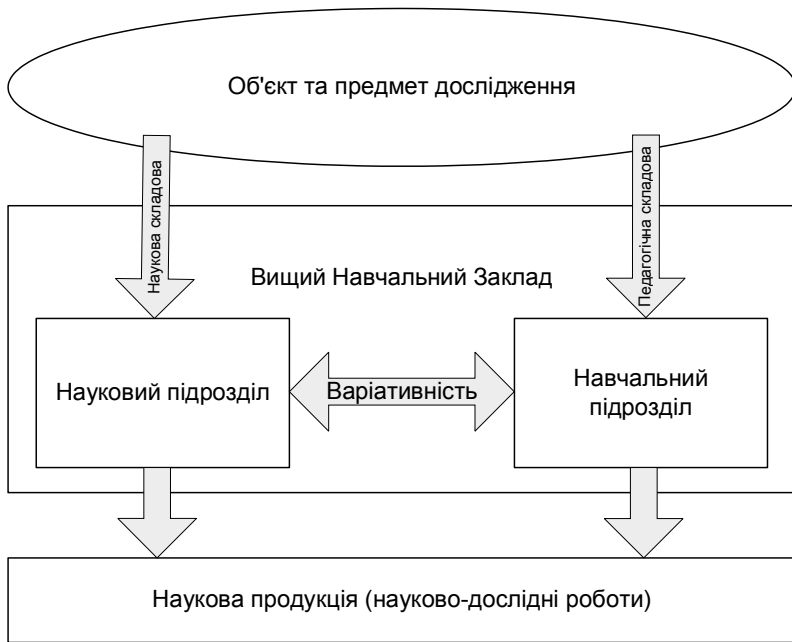 Об'єкт та предмет дослідження
Наукова складова
Педагогічна складова
Вищий Навчальний Заклад
Науковий підрозділ
Варіативність
Навчальний
підрозділ
Наукова продукція (науково-дослідні роботи)